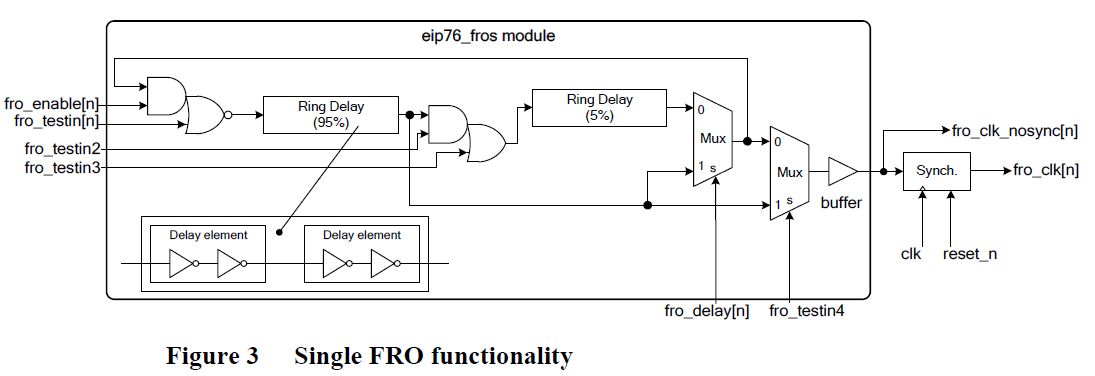 eip76_fros module
fro_enable[n]
fro_testin[n]
fro_testin2
fro_testin3
Ring Delay
(95%)
Ring Delay
(5%)
0
Mux
1 s
0
Mux
1 s
buffer
fro_clk_nosync[n]
Synch.
fro_clk[n]
clk reset_n
Delay element Delay element
fro_delay[n] fro_testin4
Figure 3 Single FRO functionality